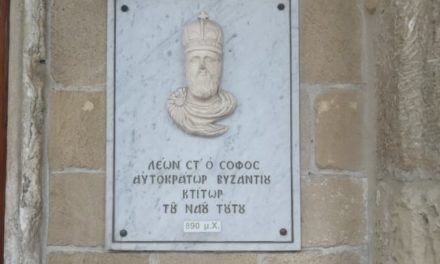 ΛΕΩΝ ΣΤ' Ὁ ΣΟΦΟΣ
ΑΥΤΟΚΡΑΤΩΡ ΒΥΖΑΝΤΙΟΥ
ΚΤΙΤΩΡ
ΤΟΥ ΝΑΟΥ ΤΟΥΤΟΥ
890 μ.Χ.